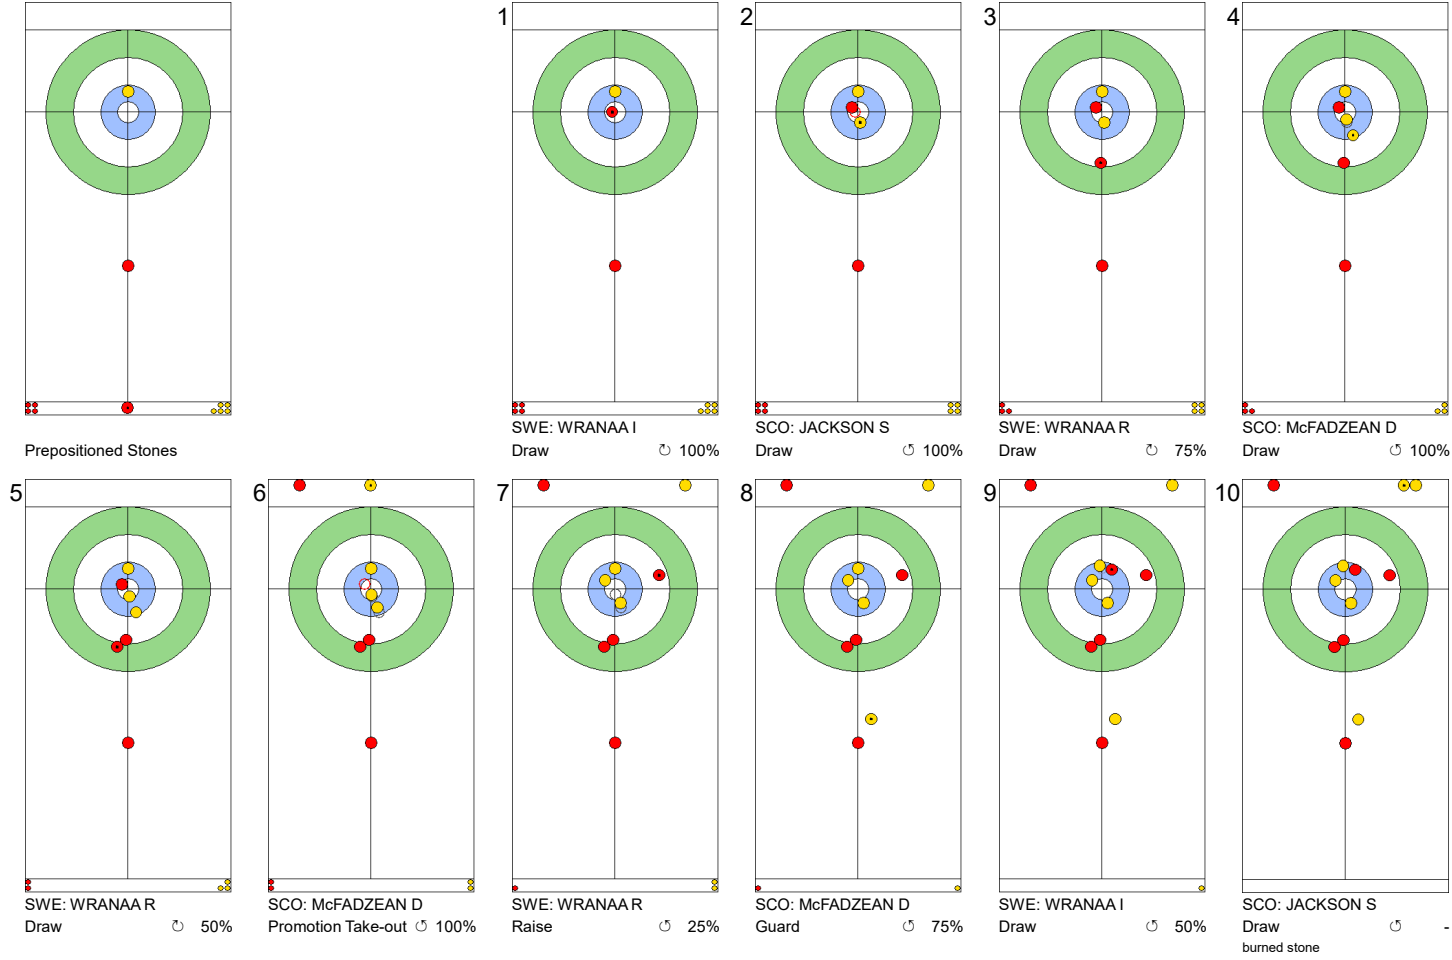 1
2
3
4
Prepositioned Stones
SWE: WRANAA I
Draw ↻ 100%
SCO: JACKSON S
Draw ↺ 100%
SWE: WRANAA R
Draw ↺ 75%
SCO: McFADZEAN D
Draw ↺ 100%
5
6
7
8
9
10
SWE: WRANAA R
Draw ↻ 50%
SCO: McFADZEAN D
Promotion Take-out ↺ 100%
SWE: WRANAA R
Raise ↺ 25%
SCO: McFADZEAN D
Guard ↺ 75%
SWE: WRANAA I
Draw ↺ 50%
SCO: JACKSON S
Draw ↺ -
burned stone